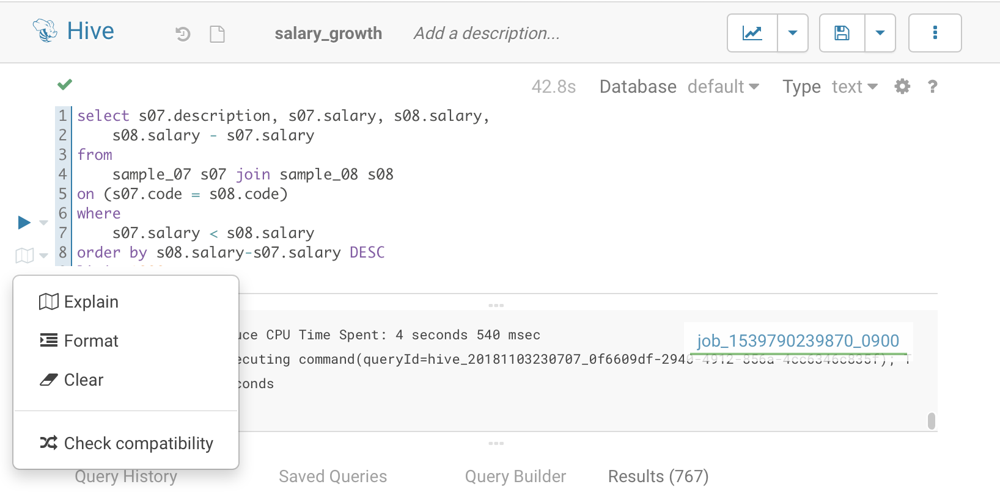 Hive salary_growth Add a description...
42.8s Database default Type text ?
1 select s07.description, s07.salary, s08.salary,
2 s08.salary - s07.salary
3 from
4 sample_07 s07 join sample_08 s08
5 on (s07.code = s08.code)
6 where
7 s07.salary < s08.salary
8 order by s08.salary-s07.salary DESC
Explain
Format
Clear
Check compatibility
uce CPU Time Spent: 4 seconds 540 msec
job_1539790239870_0900
ecuting command(queryId=hive_20181103230707_0f6609df-2940-4912-856a-4cc6346c835f); T
conds
Query History Saved Queries Query Builder Results (767)